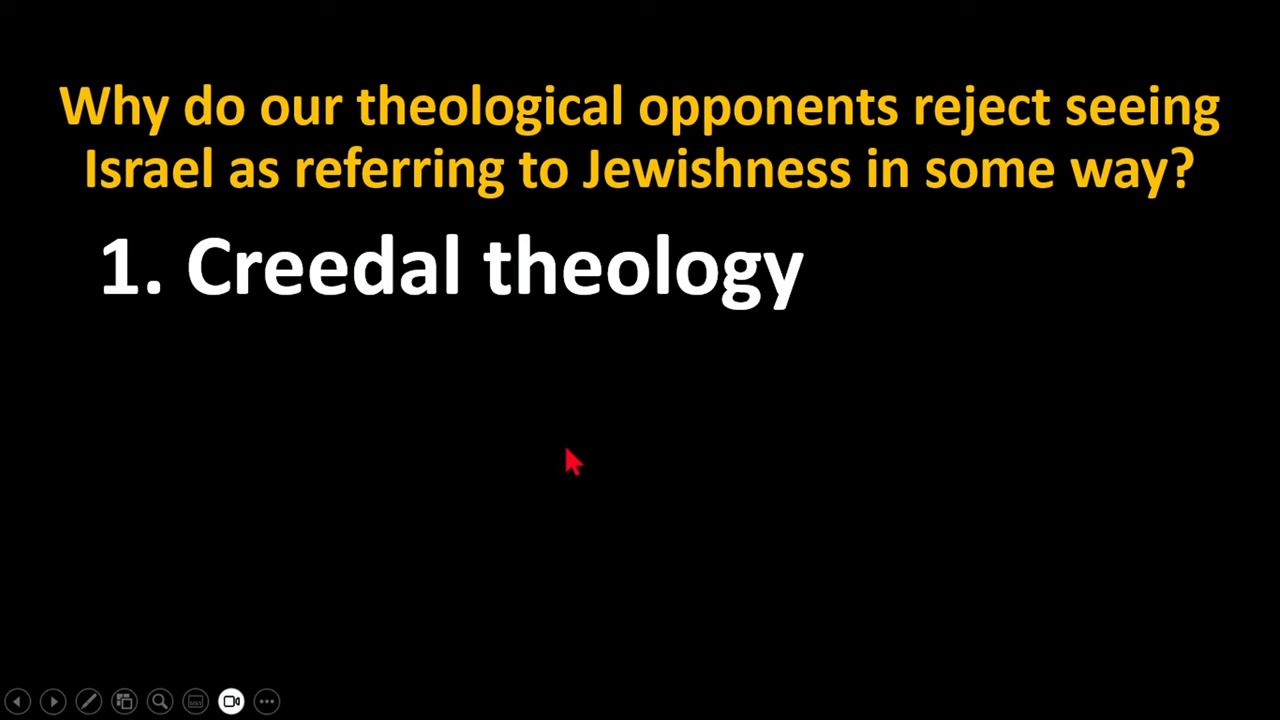 Why do our theological opponents reject seeing
Israel as referring to Jewishness in some way?
1. Creedal theology